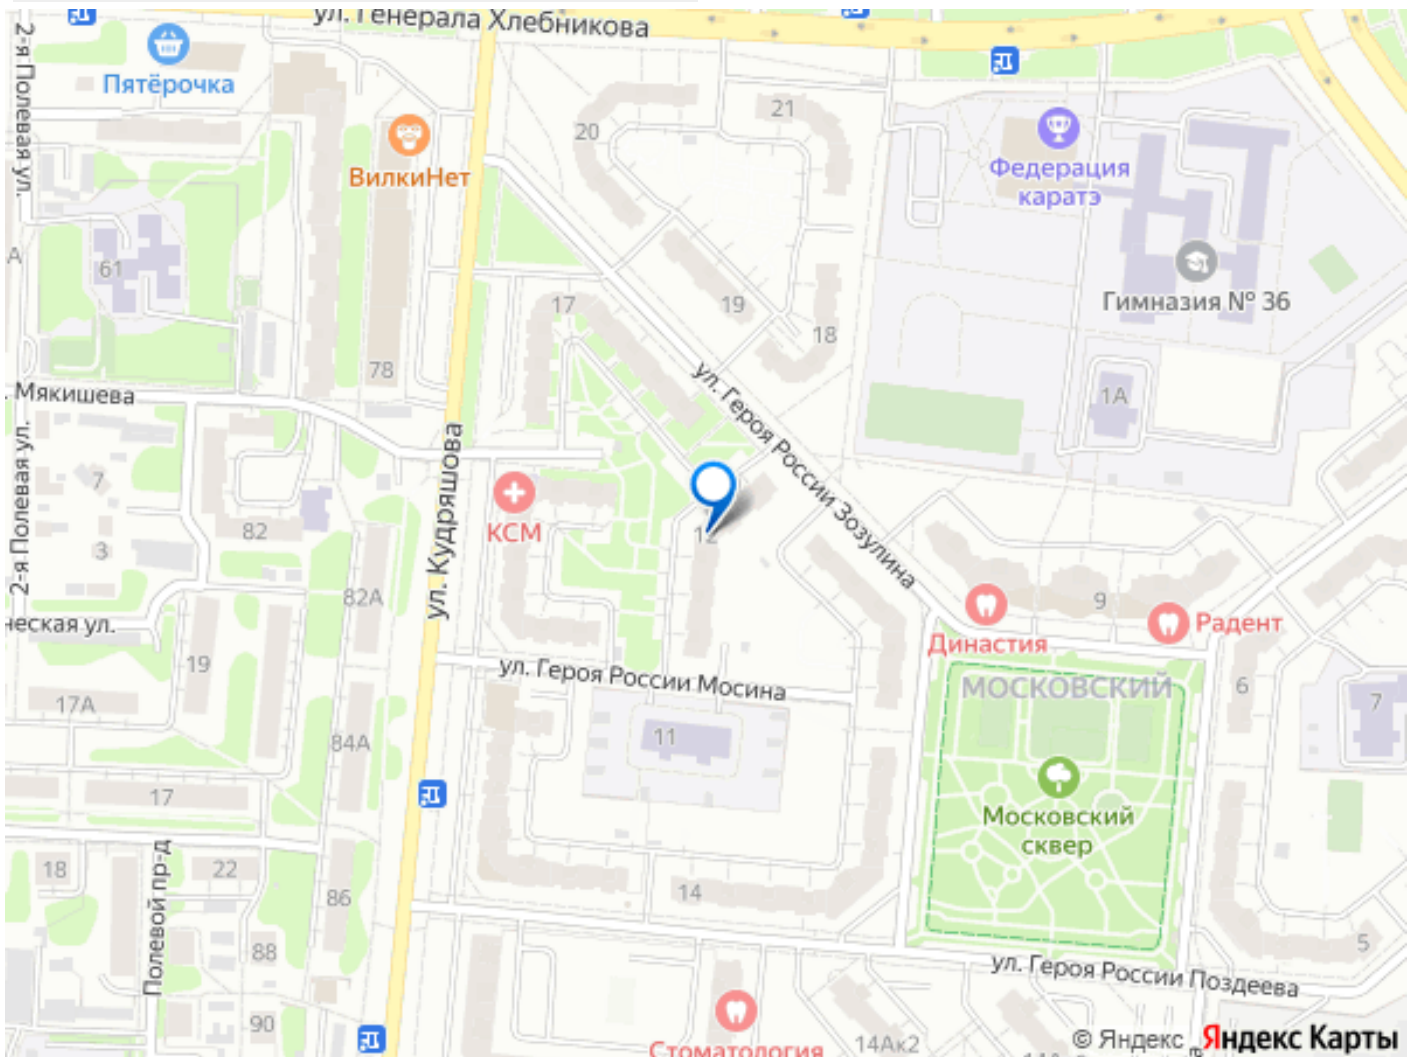 ул. Генерала Хлебникова
2-я Полевая ул.
Пятёрочка
ВилкиНет
20
21
Федерация
каратэ
61
А
17
19
18
Гимназия № 36
78
ул. Героя России Зозулина
1А
Мякишева
2-я Полевая ул.
ул. Кудряшова
7
КСМ
82
12
3
82А
9
Династия
Радент
ческая ул.
19
ул. Героя России Мосина
МОСКОВСКИЙ
6
7
17А
11
84А
17
Московский
сквер
18
22
Полевой пр-д
86
14
88
5
ул. Героя России Поздеева
90
Стоматология
14Ак2
© Яндекс Яндекс Карты